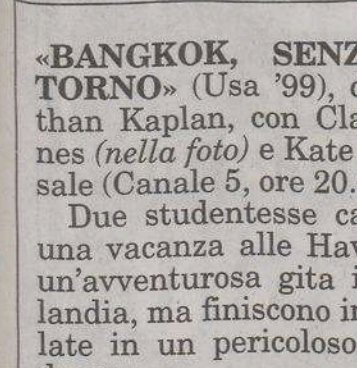 «BANGKOK, SENZ
TORNO» (Usa '99), d
than Kaplan, con Cla
nes (nella foto) e Kate
sale (Canale 5, ore 20.
Due studentesse ca
una vacanza alle Hav
un'avventurosa gita i
landia, ma finiscono in
late in un pericoloso